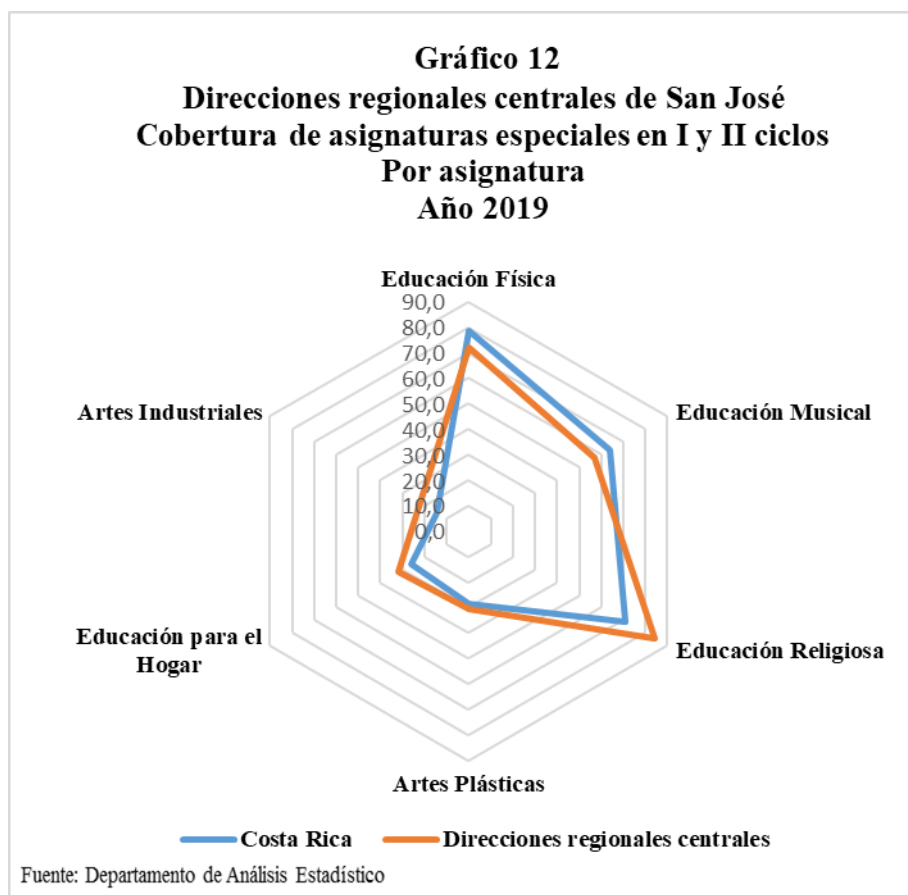 Gráfico 12
Direcciones regionales centrales de San José
Cobertura de asignaturas especiales en I y II ciclos
Por asignatura
Año 2019
Educación Física
90,0
80,0
70,0
60,0
50,0
40,0
30,0
20,0
10,0
0,0
Artes Industriales
Educación Musical
Educación para el
Hogar
Educación Religiosa
Artes Plásticas
Costa Rica
Direcciones regionales centrales
Fuente: Departamento de Análisis Estadístico